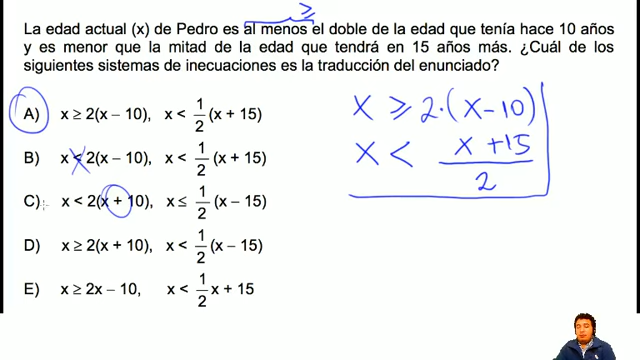 ≥
La edad actual (x) de Pedro es al menos el doble de la edad que tenía hace 10 años
y es menor que la mitad de la edad que tendrá en 15 años más. ¿Cuál de los
siguientes sistemas de inecuaciones es la traducción del enunciado?
A) x ≥ 2(x – 10), x < 1/2 (x + 15)
B) x < 2(x – 10), x < 1/2 (x + 15)
C) x < 2(x + 10), x ≤ 1/2 (x – 15)
D) x ≥ 2(x + 10), x < 1/2 (x – 15)
E) x ≥ 2x – 10, x < 1/2 x + 15
x ≥ 2·(x-10)
x < x+15/2